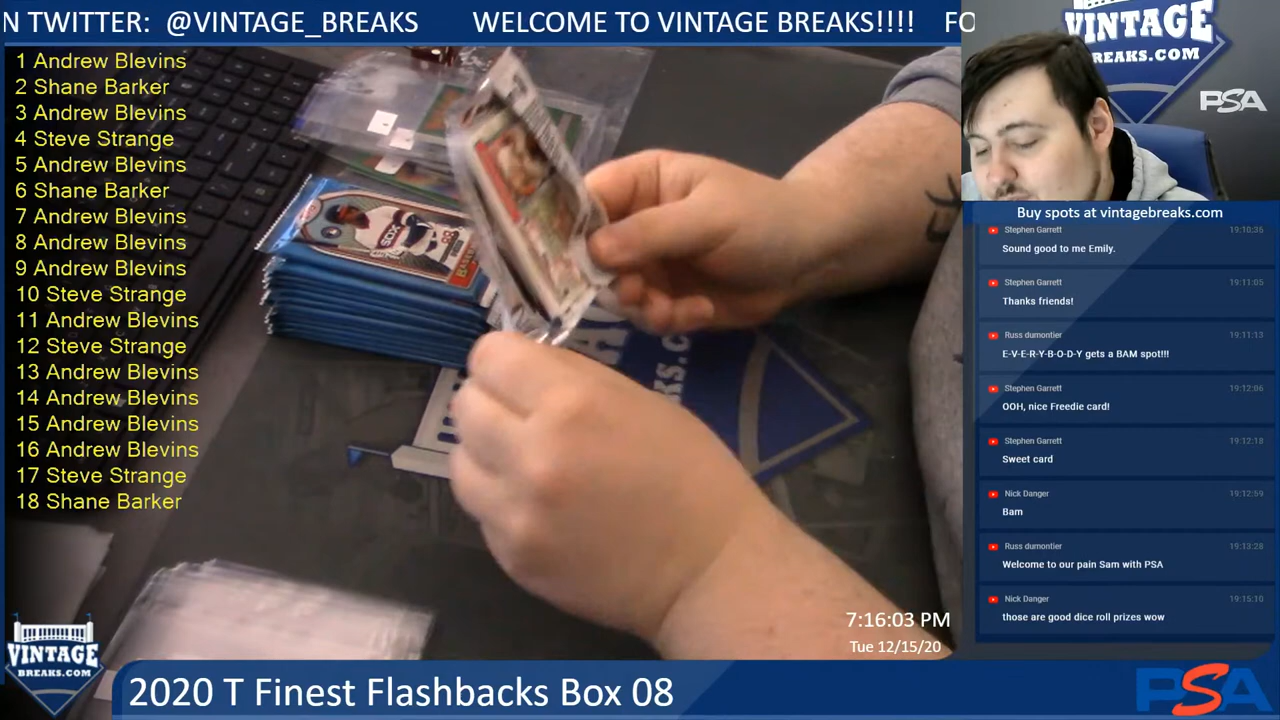 N TWITTER: @VINTAGE_BREAKS WELCOME TO VINTAGE BREAKS!!!! FO
1 Andrew Blevins
2 Shane Barker
3 Andrew Blevins
4 Steve Strange
5 Andrew Blevins
6 Shane Barker
7 Andrew Blevins
8 Andrew Blevins
9 Andrew Blevins
10 Steve Strange
11 Andrew Blevins
12 Steve Strange
13 Andrew Blevins
14 Andrew Blevins
15 Andrew Blevins
16 Andrew Blevins
17 Steve Strange
18 Shane Barker
SOX
VINTAGE
BREAKS.COM
PSA
Buy spots at vintagebreaks.com
Stephen Garrett 19:10:36
Sound good to me Emily.
Stephen Garrett 19:11:05
Thanks friends!
Russ dumontier 19:11:13
E-V-E-R-Y-B-O-D-Y gets a BAM spot!!!
Stephen Garrett 19:12:06
OOH, nice Freedie card!
Stephen Garrett 19:12:18
Sweet card
Nick Danger 19:12:59
Bam
Russ dumontier 19:13:28
Welcome to our pain Sam with PSA
Nick Danger 19:15:10
those are good dice roll prizes wow
7:16:03 PM
Tue 12/15/20
VINTAGE
BREAKS.COM
2020 T Finest Flashbacks Box 08
PSA